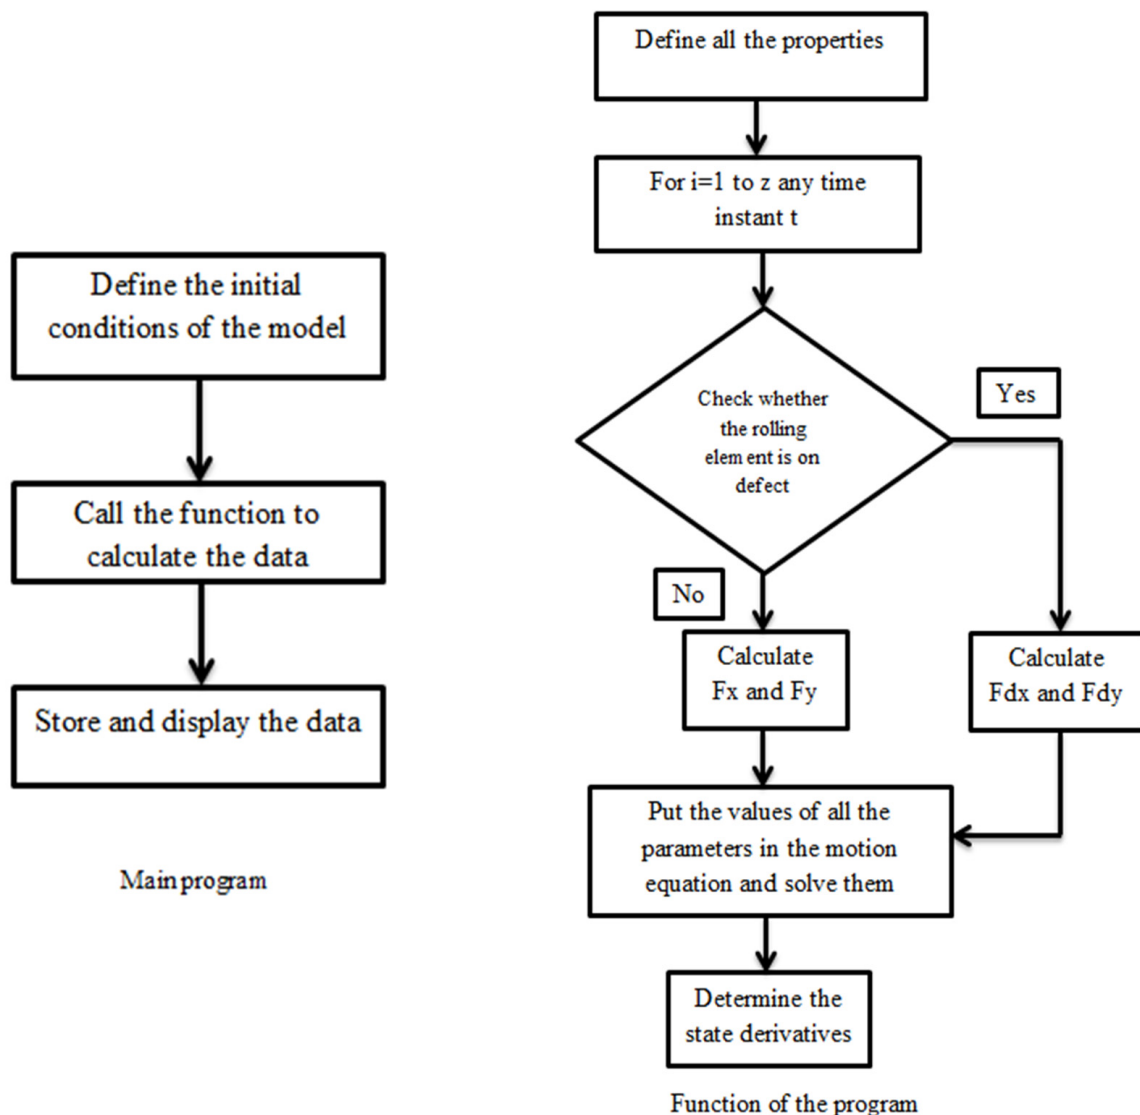 Define the initial
conditions of the model
Call the function to
calculate the data
Store and display the data
Main program
Define all the properties
For i=1 to z any time
instant t
Check whether
the rolling
element is on
defect
Yes
No
Calculate
Fx and Fy
Calculate
Fdx and Fdy
Put the values of all the
parameters in the motion
equation and solve them
Determine the
state derivatives
Function of the program